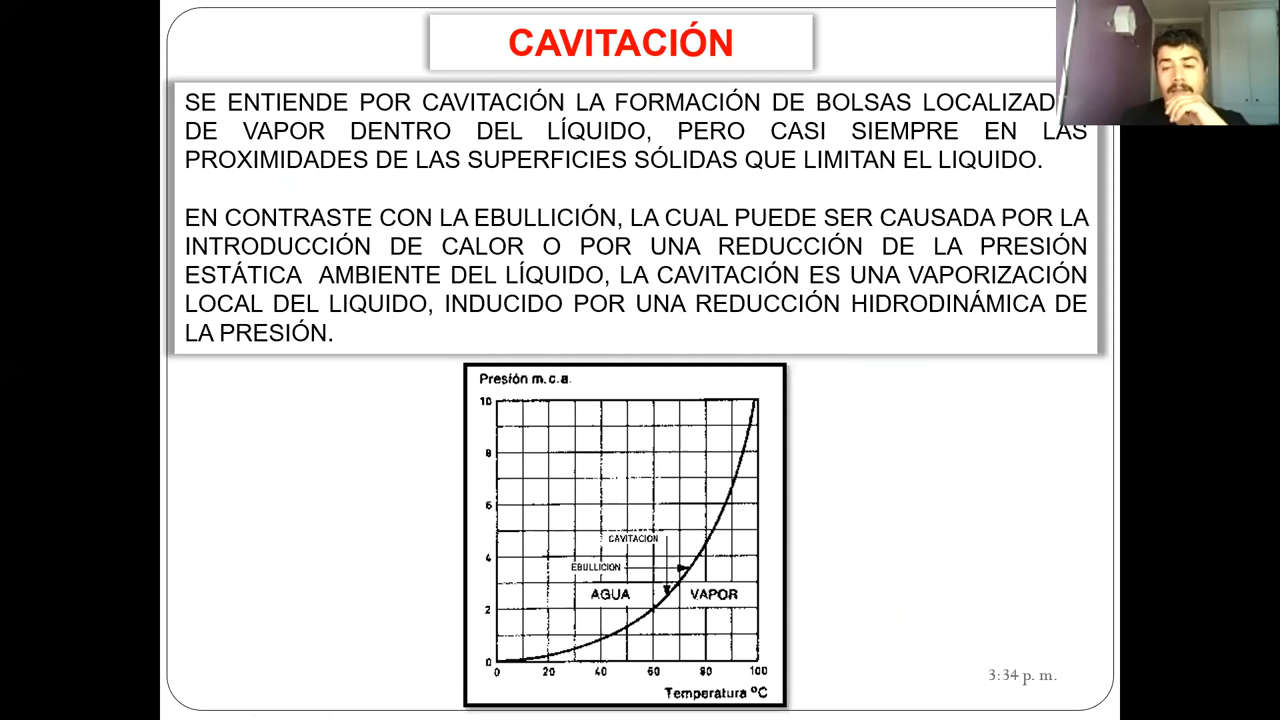 CAVITACIÓN
SE ENTIENDE POR CAVITACIÓN LA FORMACIÓN DE BOLSAS
DE VAPOR DENTRO DEL LÍQUIDO, PERO CASI SIEMPRE EN LAS
PROXIMIDADES DE LAS SUPERFICIES SÓLIDAS QUE LIMITAN EL LIQUIDO.
EN CONTRASTE CON LA EBULLICIÓN, LA CUAL PUEDE SER CAUSADA POR LA
INTRODUCCIÓN DE CALOR O POR UNA REDUCCIÓN DE LA PRESIÓN
ESTÁTICA AMBIENTE DEL LÍQUIDO, LA CAVITACIÓN ES UNA VAPORIZACIÓN
LOCAL DEL LIQUIDO, INDUCIDO POR UNA REDUCCIÓN HIDRODINÁMICA DE
LA PRESIÓN.
Presión m.c.a.
10
8
6
CAVITACION
4
EBULLICION
AGUA VAPOR
2
0
0 20 40 60 80 100
Temperatura ºC
3:34 p. m.